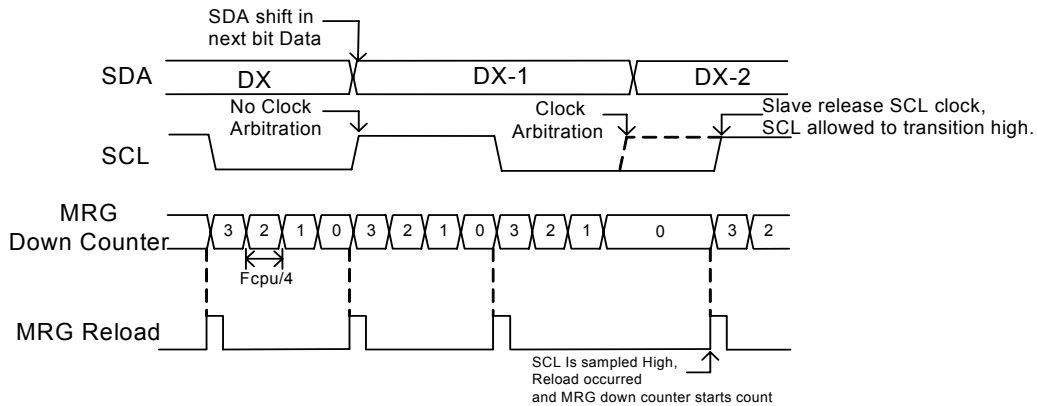 SDA shift in
next bit Data
SDA
DX
DX-1
DX-2
No Clock
Arbitration
Clock
Arbitration
Slave release SCL clock,
SCL allowed to transition high.
SCL
MRG
Down Counter
3 2 1 0 3 2 1 0 3 2 1 0 3 2
Fcpu/4
MRG Reload
SCL Is sampled High,
Reload occurred
and MRG down counter starts count